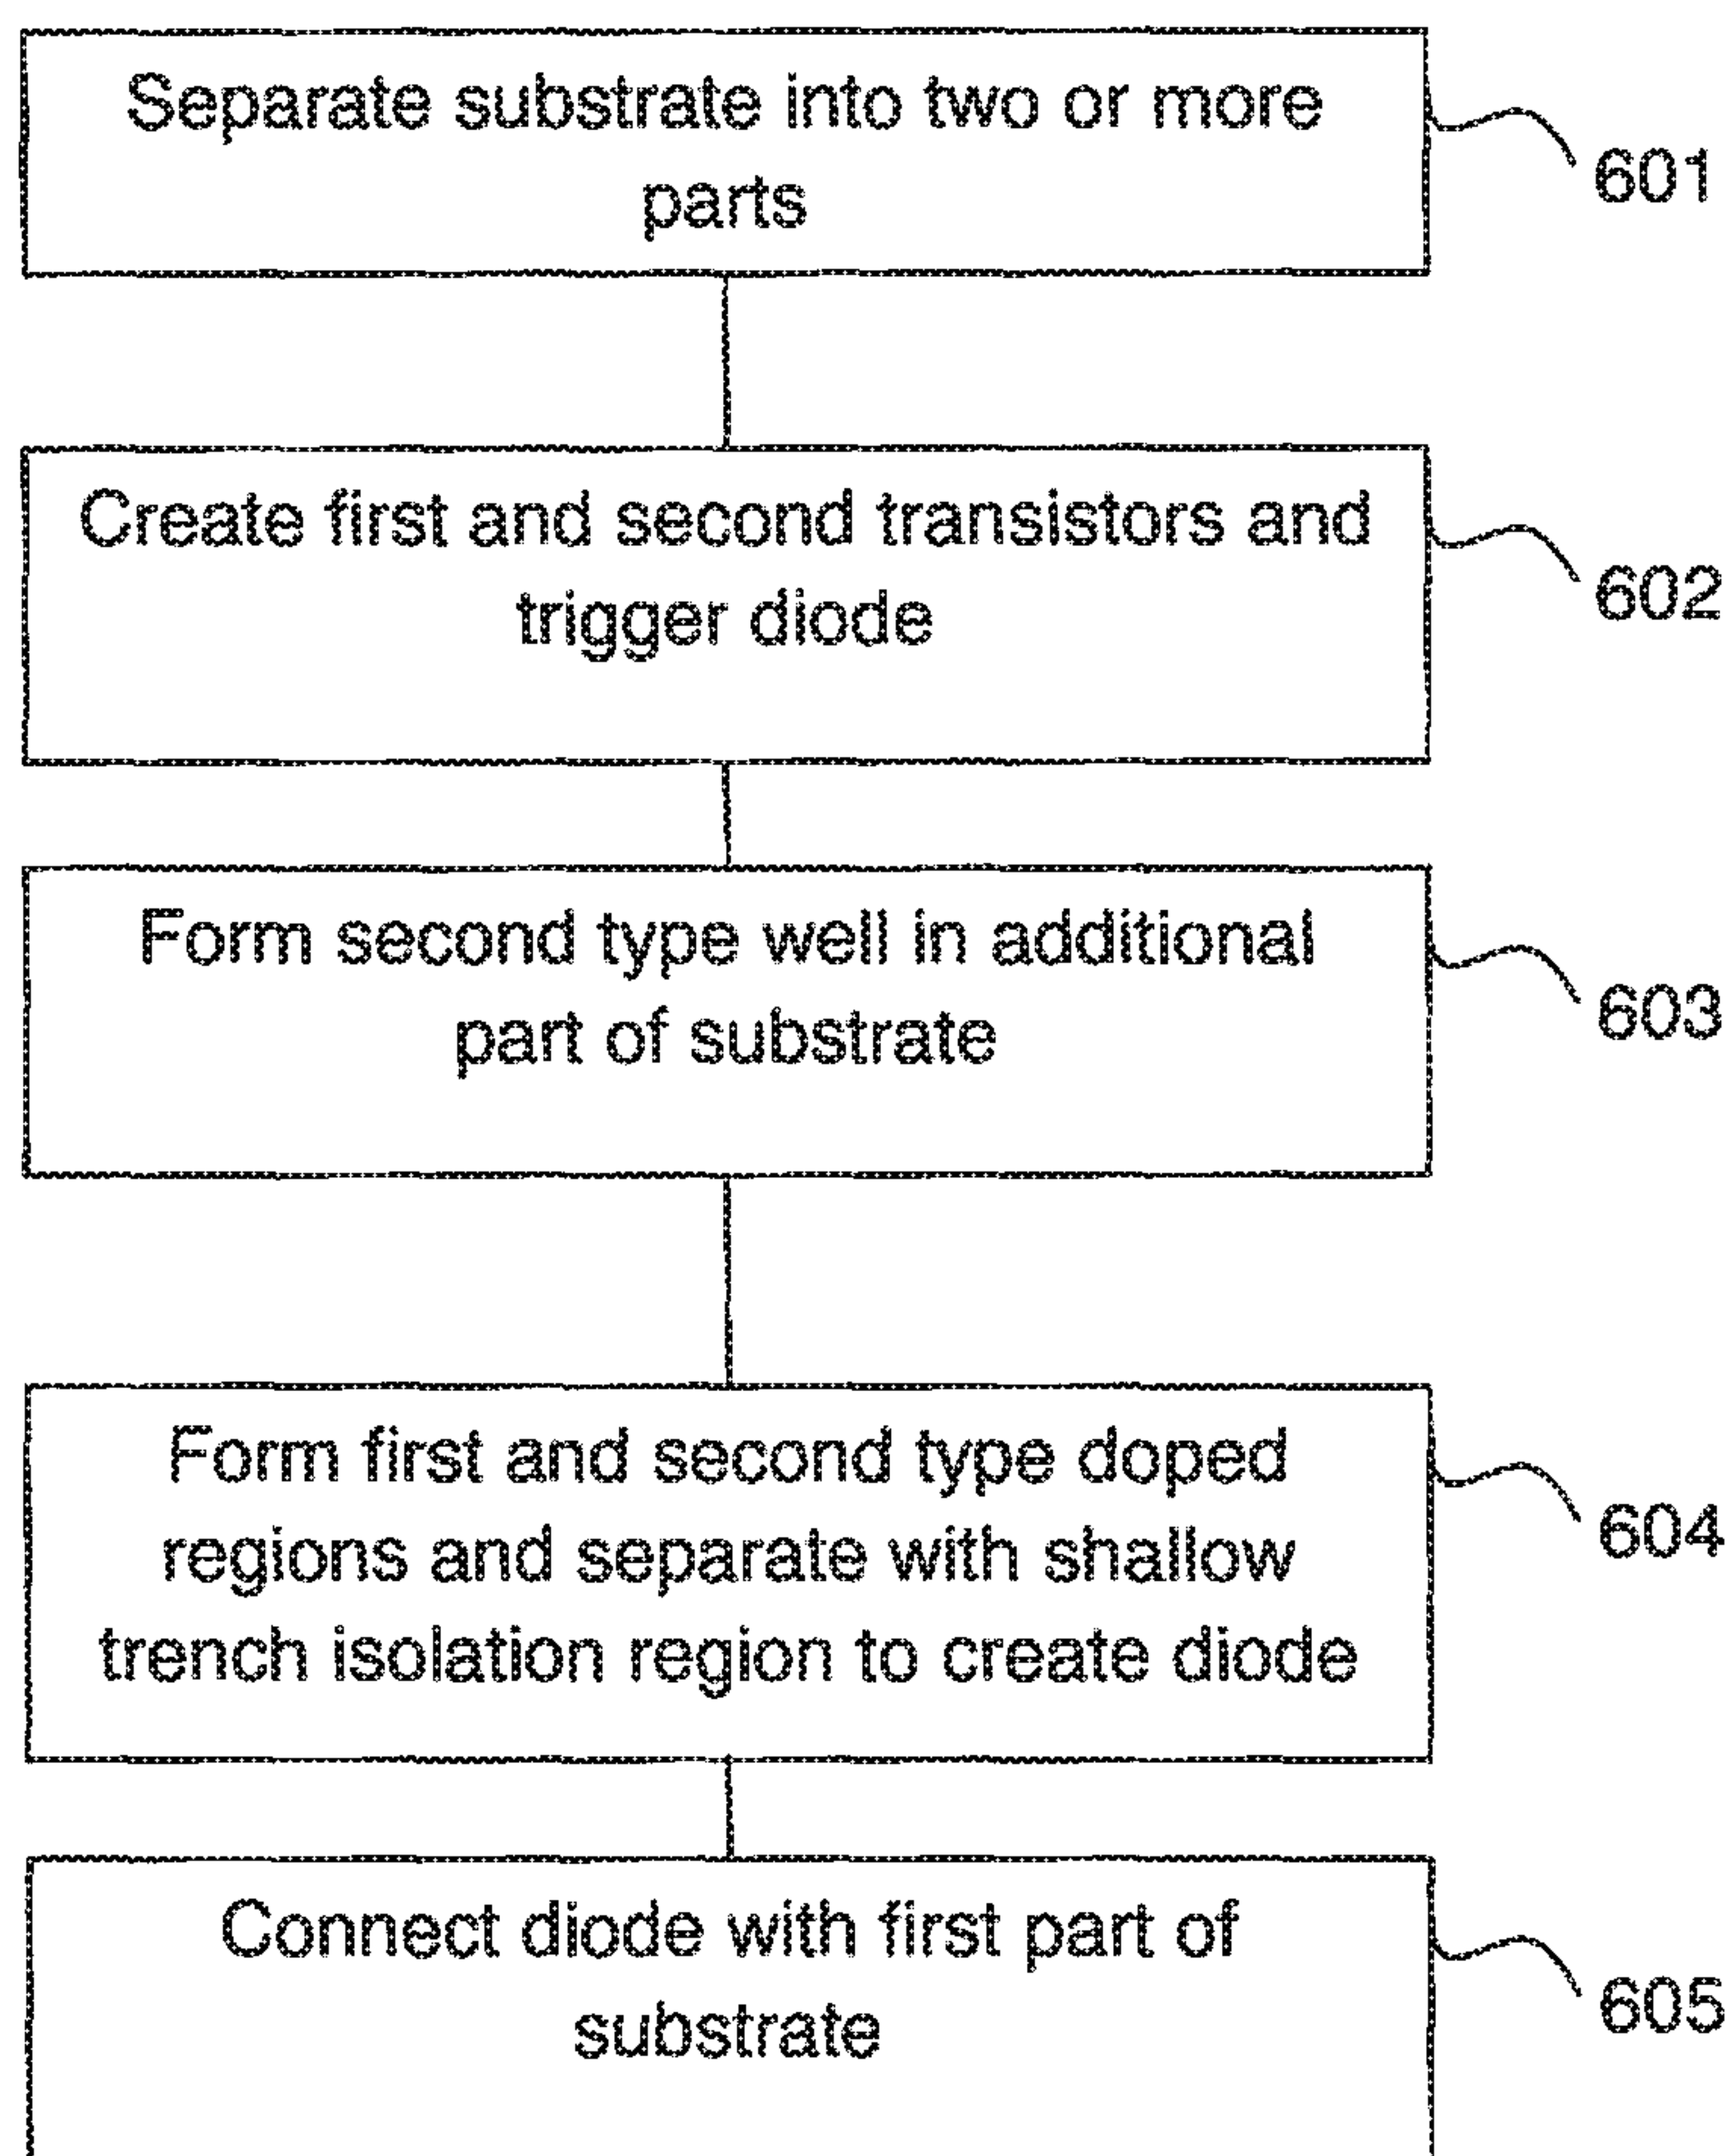 Separate substrate into two or more
parts
601
Create first and second transistors and
trigger diode
602
Form second type well in additional
part of substrate
603
Form first and second type doped
regions and separate with shallow
trench isolation region to create diode
604
Connect diode with first part of
substrate
605